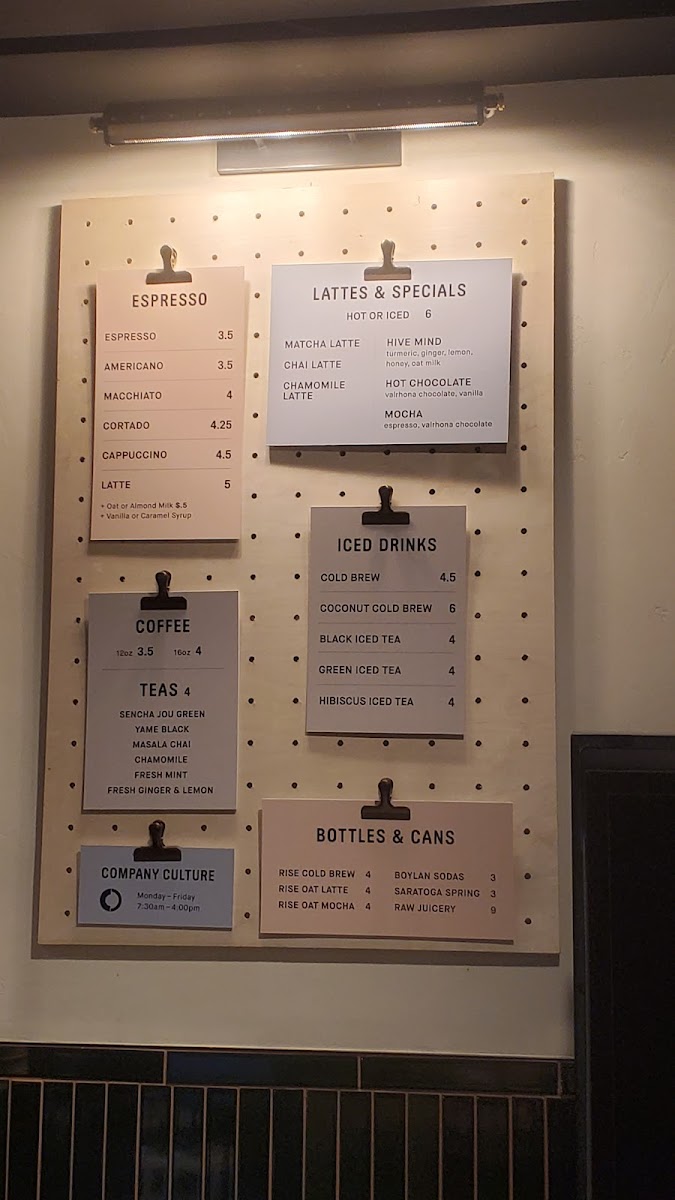 ESPRESSO
ESPRESSO 3.5
AMERICANO 3.5
MACCHIATO 4
CORTADO 4.25
CAPPUCCINO 4.5
LATTE 5
+ Oat or Almond Milk $.5
+ Vanilla or Caramel Syrup
LATTES & SPECIALS
HOT OR ICED 6
MATCHA LATTE
CHAI LATTE
CHAMOMILE
LATTE
HIVE MIND
turmeric, ginger, lemon,
honey, oat milk
HOT CHOCOLATE
valrhona chocolate, vanilla
MOCHA
espresso, valrhona chocolate
ICED DRINKS
COLD BREW 4.5
COCONUT COLD BREW 6
BLACK ICED TEA 4
GREEN ICED TEA 4
HIBISCUS ICED TEA 4
COFFEE
12oz 3.5 16oz 4
TEAS 4
SENCHA JOU GREEN
YAME BLACK
MASALA CHAI
CHAMOMILE
FRESH MINT
FRESH GINGER & LEMON
BOTTLES & CANS
RISE COLD BREW 4
RISE OAT LATTE 4
RISE OAT MOCHA 4
BOYLAN SODAS 3
SARATOGA SPRING 3
RAW JUICERY 9
COMPANY CULTURE
Monday – Friday
7:30am – 4:00pm